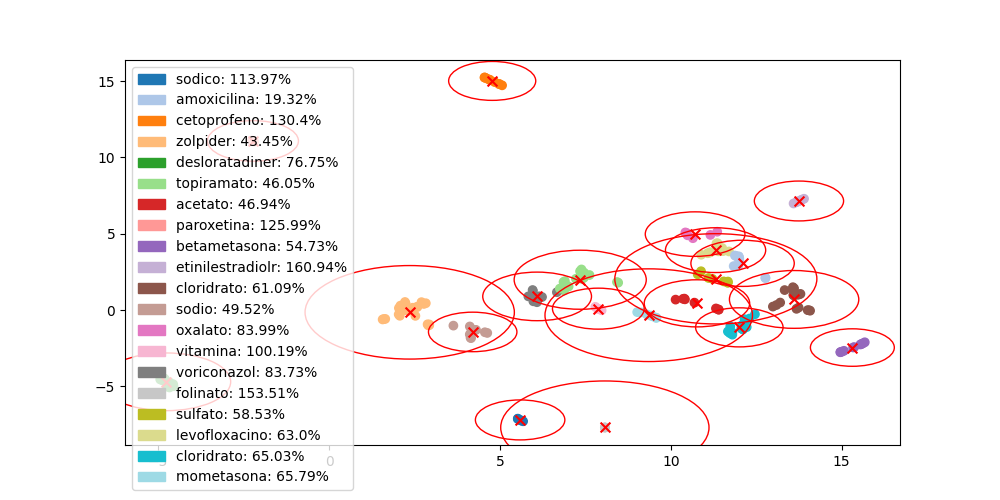 sodico: 113.97%
amoxicilina: 19.32%
cetoprofeno: 130.4%
zolpider: 43.45%
desloratadiner: 76.75%
topiramato: 46.05%
acetato: 46.94%
paroxetina: 125.99%
betametasona: 54.73%
etinilestradiolr: 160.94%
cloridrato: 61.09%
sodio: 49.52%
oxalato: 83.99%
vitamina: 100.19%
voriconazol: 83.73%
folinato: 153.51%
sulfato: 58.53%
levofloxacino: 63.0%
cloridrato: 65.03%
mometasona: 65.79%
15
10
5
0
−5
−5 0 5 10 15